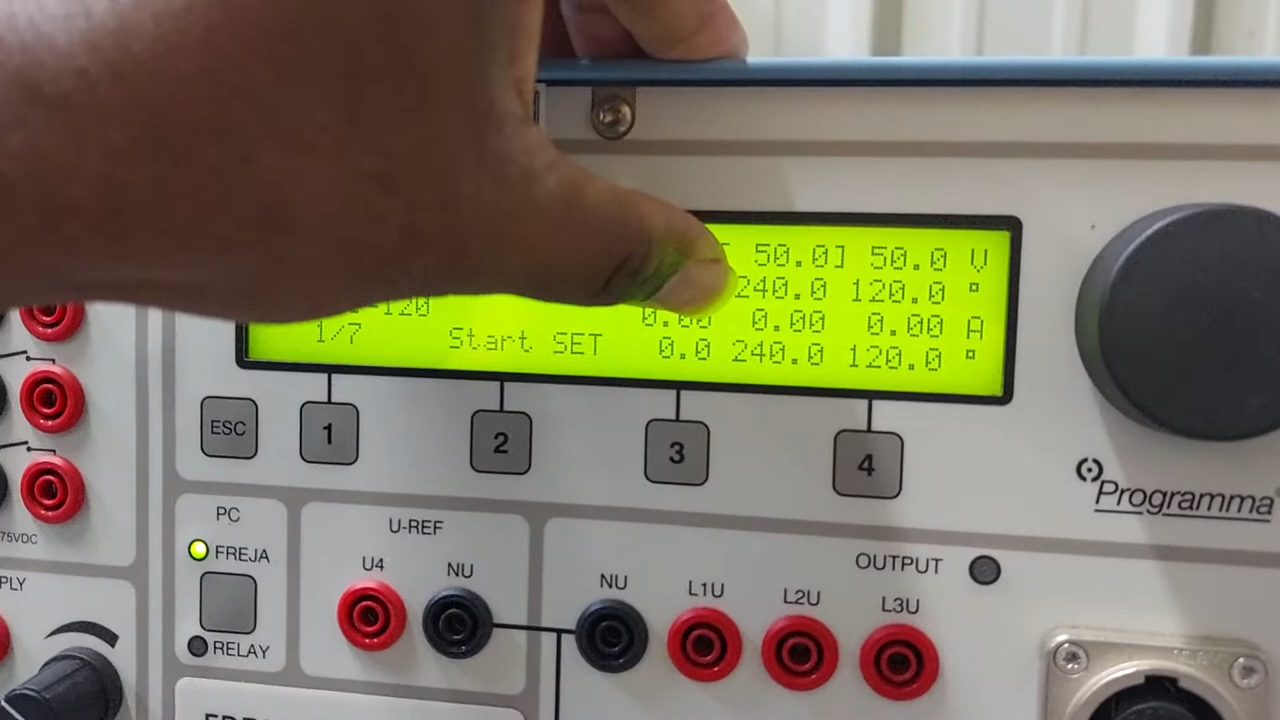 50.0] 50.0 V
240.0 120.0 °
120 0.00 0.00 0.00 A
1/7 Start SET 0.0 240.0 120.0 °
ESC 1 2 3 4
Programma
75VDC
PC
FREJA
RELAY
U-REF
U4 NU
OUTPUT
NU L1U L2U L3U
PLY